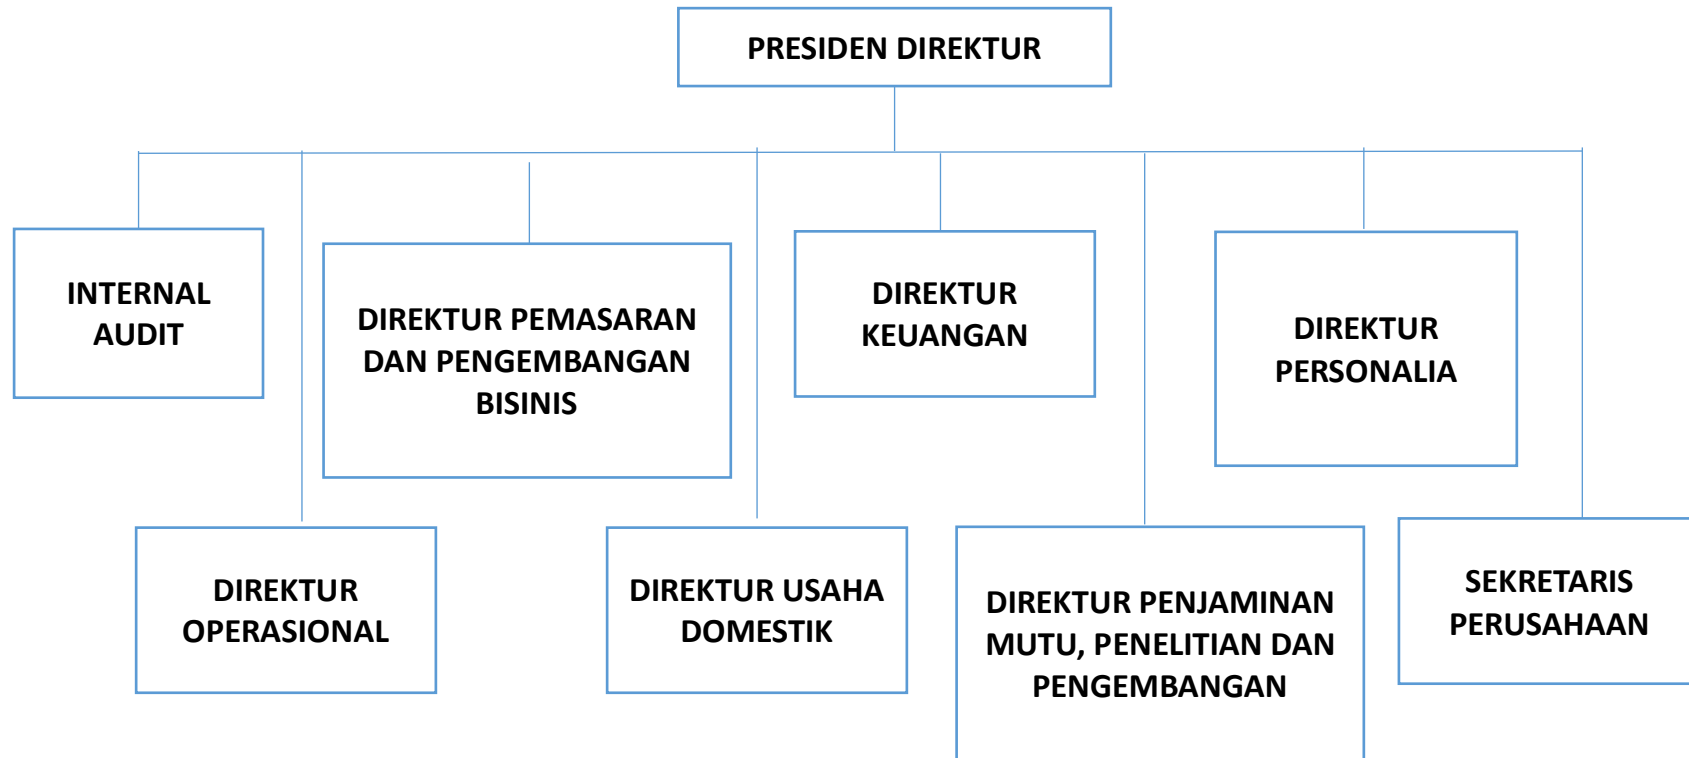 PRESIDEN DIREKTUR
INTERNAL
AUDIT
DIREKTUR PEMASARAN
DAN PENGEMBANGAN
BISINIS
DIREKTUR
KEUANGAN
DIREKTUR
PERSONALIA
DIREKTUR
OPERASIONAL
DIREKTUR USAHA
DOMESTIK
DIREKTUR PENJAMINAN
MUTU, PENELITIAN DAN
PENGEMBANGAN
SEKRETARIS
PERUSAHAAN